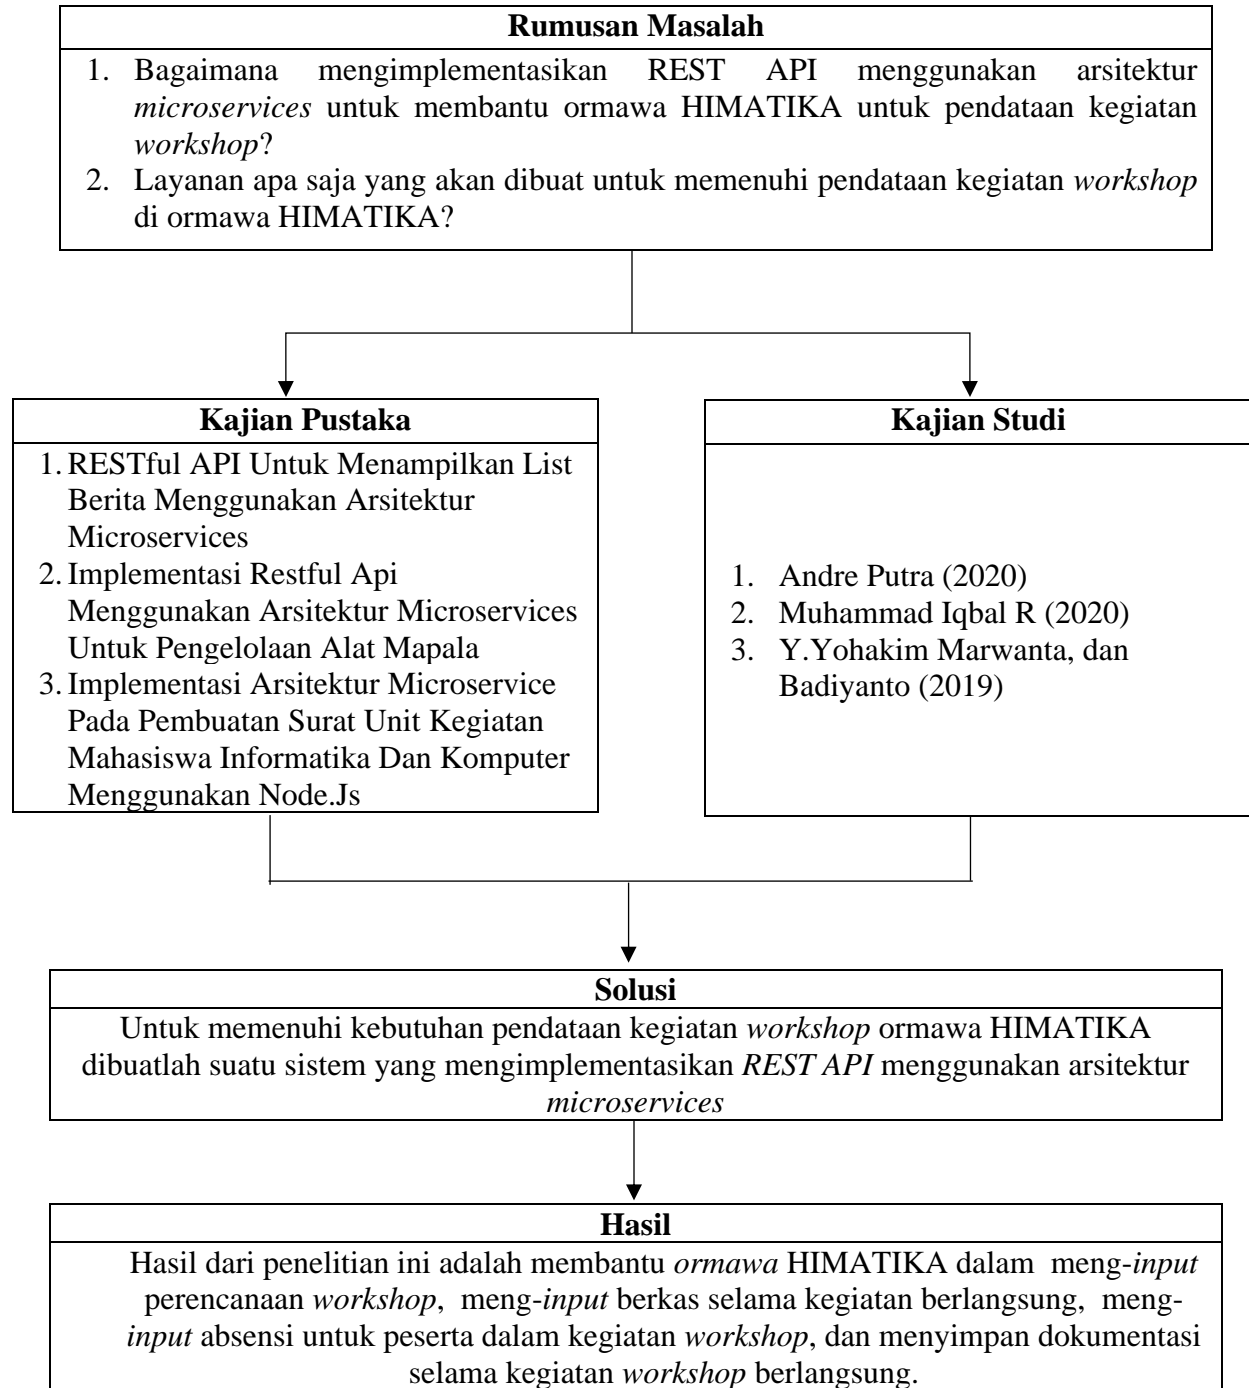 Rumusan Masalah
1. Bagaimana mengimplementasikan REST API menggunakan arsitektur
microservices untuk membantu ormawa HIMATIKA untuk pendataan kegiatan
workshop?
2. Layanan apa saja yang akan dibuat untuk memenuhi pendataan kegiatan workshop
di ormawa HIMATIKA?
Kajian Pustaka
1. RESTful API Untuk Menampilkan List
Berita Menggunakan Arsitektur
Microservices
2. Implementasi Restful Api
Menggunakan Arsitektur Microservices
Untuk Pengelolaan Alat Mapala
3. Implementasi Arsitektur Microservice
Pada Pembuatan Surat Unit Kegiatan
Mahasiswa Informatika Dan Komputer
Menggunakan Node.Js
Kajian Studi
1. Andre Putra (2020)
2. Muhammad Iqbal R (2020)
3. Y.Yohakim Marwanta, dan
Badiyanto (2019)
Solusi
Untuk memenuhi kebutuhan pendataan kegiatan workshop ormawa HIMATIKA
dibuatlah suatu sistem yang mengimplementasikan REST API menggunakan arsitektur
microservices
Hasil
Hasil dari penelitian ini adalah membantu ormawa HIMATIKA dalam meng-input
perencanaan workshop, meng-input berkas selama kegiatan berlangsung, meng-
input absensi untuk peserta dalam kegiatan workshop, dan menyimpan dokumentasi
selama kegiatan workshop berlangsung.